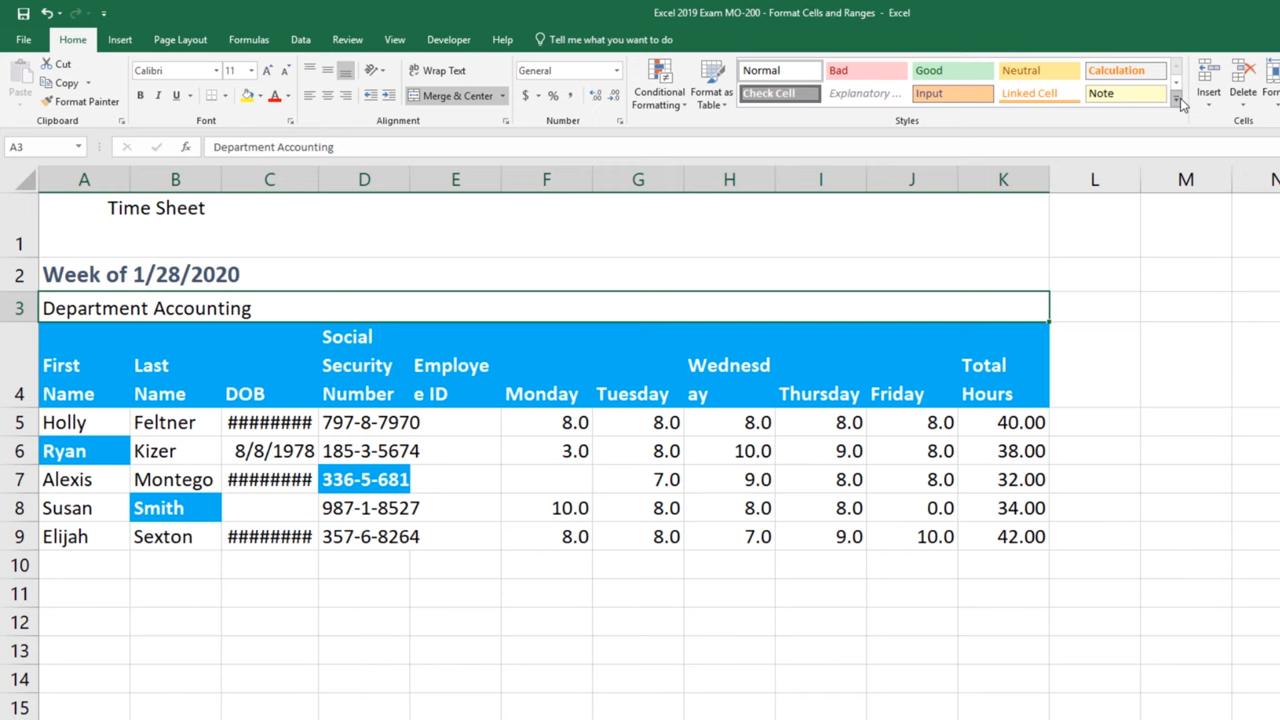 Excel 2019 Exam MO-200 - Format Cells and Ranges - Excel
File Home Insert Page Layout Formulas Data Review View Developer Help Tell me what you want to do
Cut
Copy
Format Painter
Paste
Clipboard
Calibri 11
B I U A
Font
Wrap Text
Merge & Center
Alignment
General
$ % ,
Number
Conditional Formatting
Format as Table
Normal Bad Good Neutral Calculation
Check Cell Explanatory ... Input Linked Cell Note
Styles
Insert Delete
Cells
A3 fx Department Accounting
A B C D E F G H I J K L M
1 Time Sheet
2 Week of 1/28/2020
3 Department Accounting
4 First Name Last Name DOB Social Security Number Employe e ID Monday Tuesday Wednesd ay Thursday Friday Total Hours
5 Holly Feltner ######## 797-8-7970 8.0 8.0 8.0 8.0 8.0 40.00
6 Ryan Kizer 8/8/1978 185-3-5674 3.0 8.0 10.0 9.0 8.0 38.00
7 Alexis Montego ######## 336-5-681 7.0 9.0 8.0 8.0 32.00
8 Susan Smith 987-1-8527 10.0 8.0 8.0 8.0 0.0 34.00
9 Elijah Sexton ######## 357-6-8264 8.0 8.0 7.0 9.0 10.0 42.00
10
11
12
13
14
15